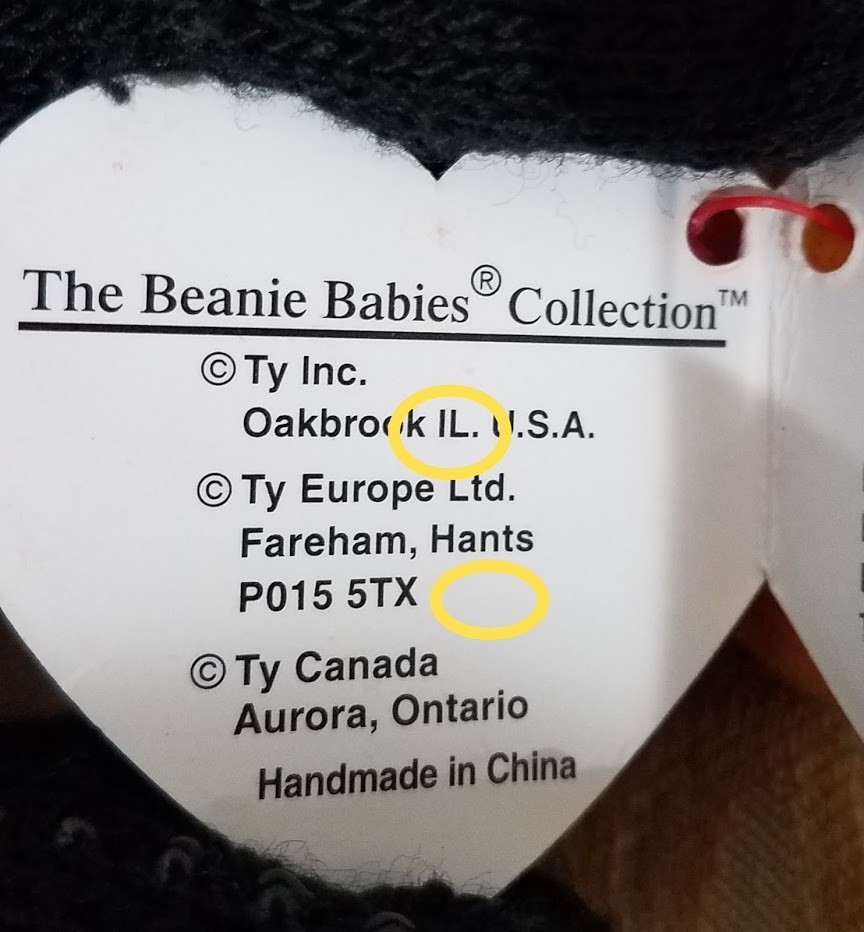 The Beanie Babies® Collection™
© Ty Inc.
Oakbrook IL. U.S.A.
© Ty Europe Ltd.
Fareham, Hants
P015 5TX
© Ty Canada
Aurora, Ontario
Handmade in China